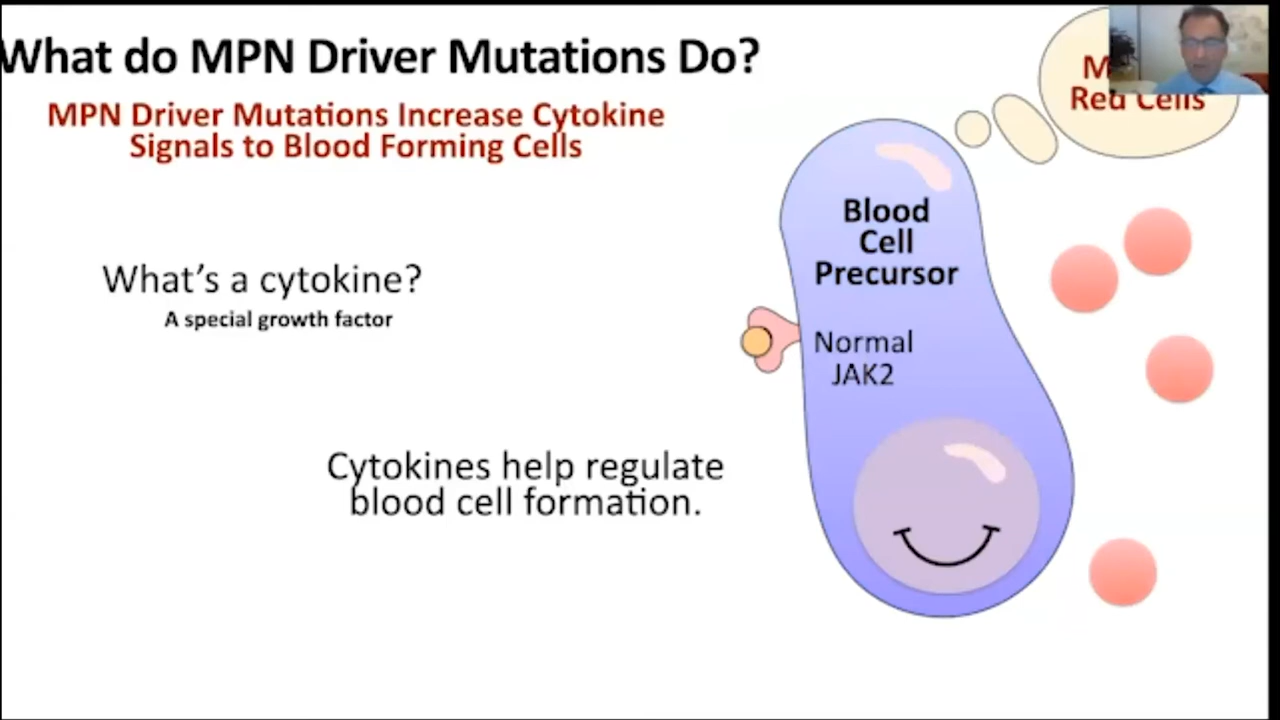 What do MPN Driver Mutations Do?
MPN Driver Mutations Increase Cytokine
Signals to Blood Forming Cells
Red Cells
Blood
Cell
Precursor
What's a cytokine?
A special growth factor
Normal
JAK2
Cytokines help regulate
blood cell formation.